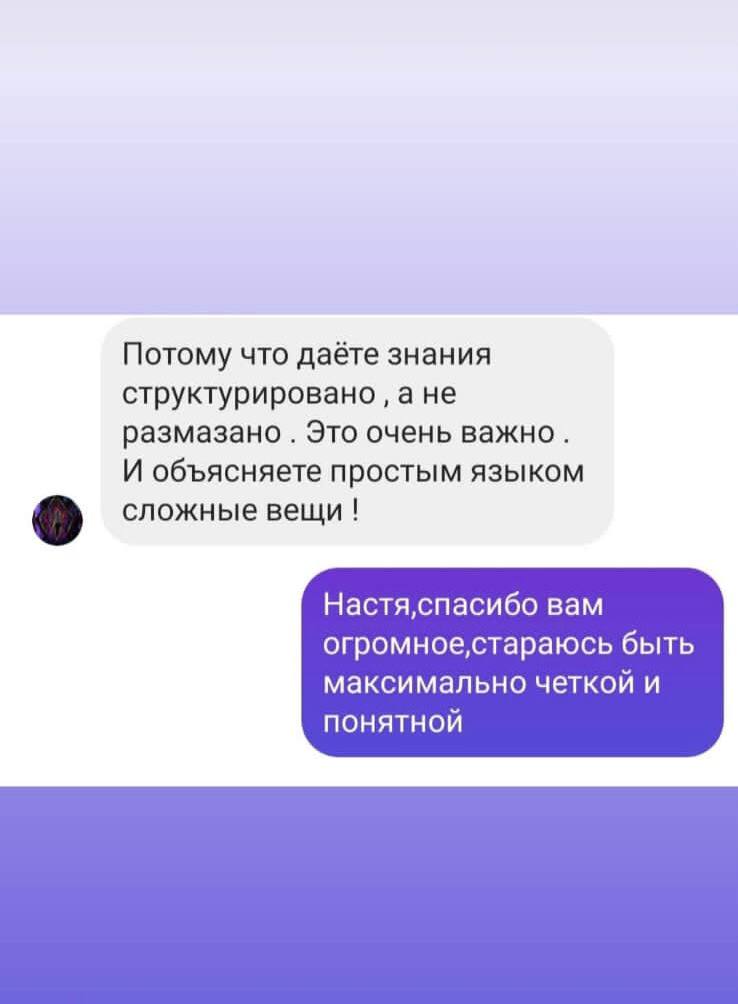 Потому что даёте знания
структурировано , а не
размазано . Это очень важно .
И объясняете простым языком
сложные вещи !
Настя,спасибо вам
огромное,стараюсь быть
максимально четкой и
понятной